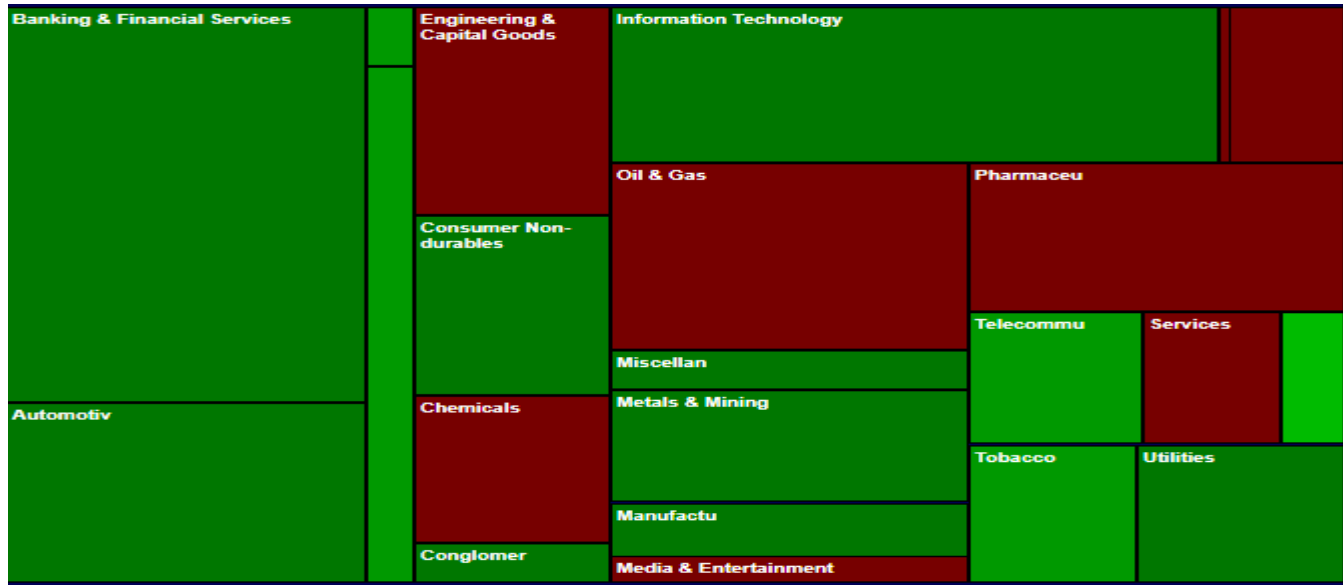 Banking & Financial Services
Engineering &
Capital Goods
Information Technology
Oil & Gas
Pharmaceu
Consumer Non-
durables
Telecommu
Services
Miscellan
Metals & Mining
Automotiv
Chemicals
Tobacco
Utilities
Manufactu
Conglomer
Media & Entertainment